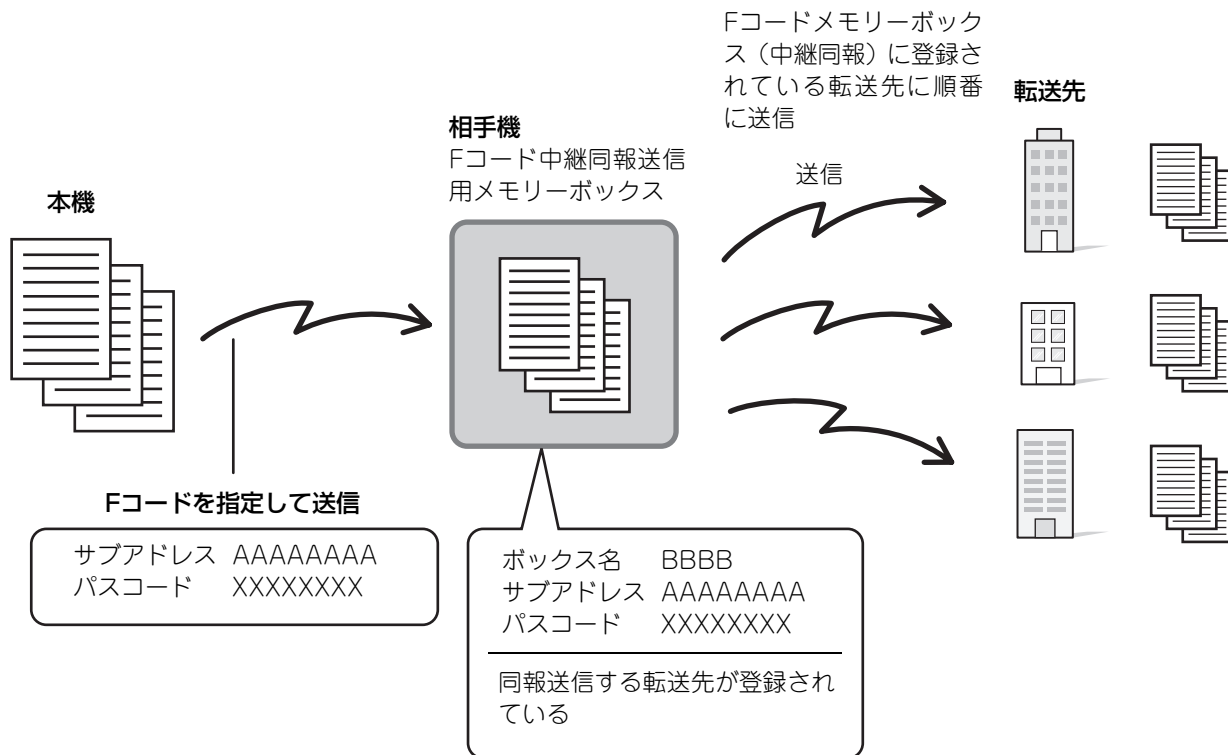 本機
Fコードを指定して送信
サブアドレス AAAAAAAA
パスコード XXXXXXXX
相手機
Fコード中継同報送信
用メモリーボックス
ボックス名 BBBB
サブアドレス AAAAAAAA
パスコード XXXXXXXX
同報送信する転送先が登録され
ている
Fコードメモリーボック
ス（中継同報）に登録さ
れている転送先に順番
に送信
送信
転送先